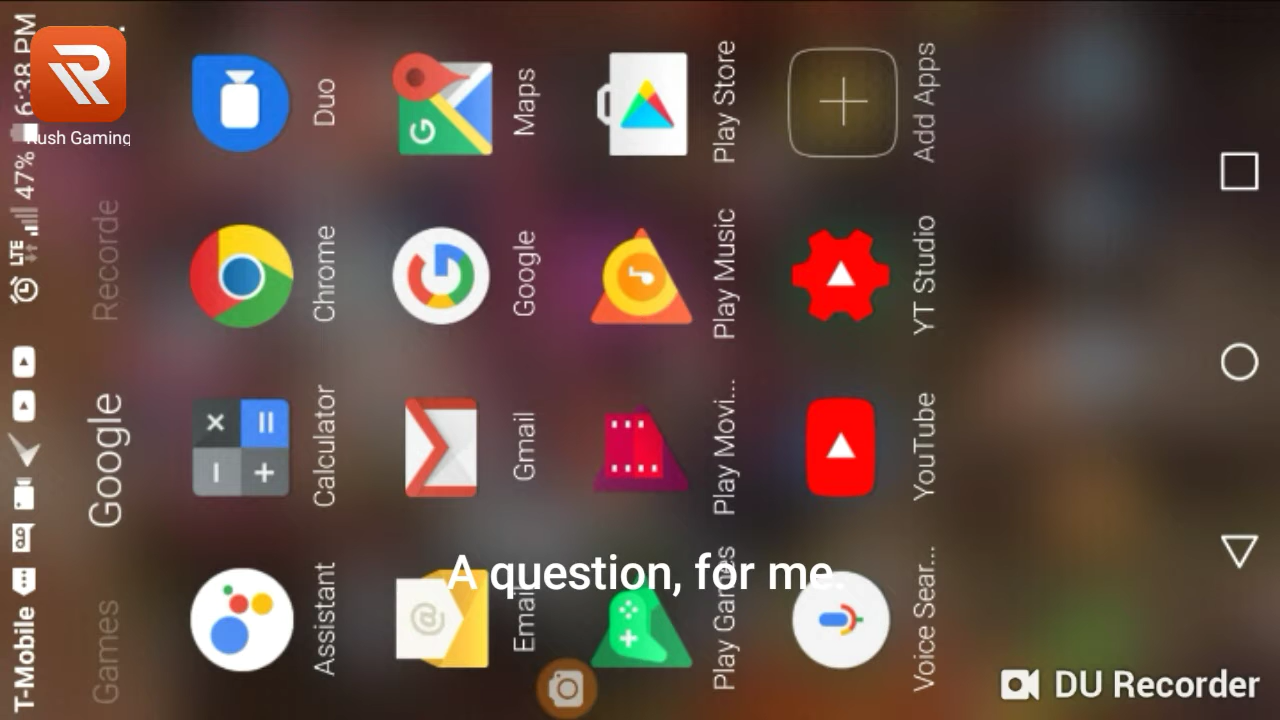 T-Mobile LTE 47% 6:38 PM
Rush Gaming
Games Google Recorde
Assistant Calculator Chrome Duo
Email Gmail Google Maps
Play Games Play Movi... Play Music Play Store
Voice Sear... YouTube YT Studio Add Apps
A question, for me.
DU Recorder